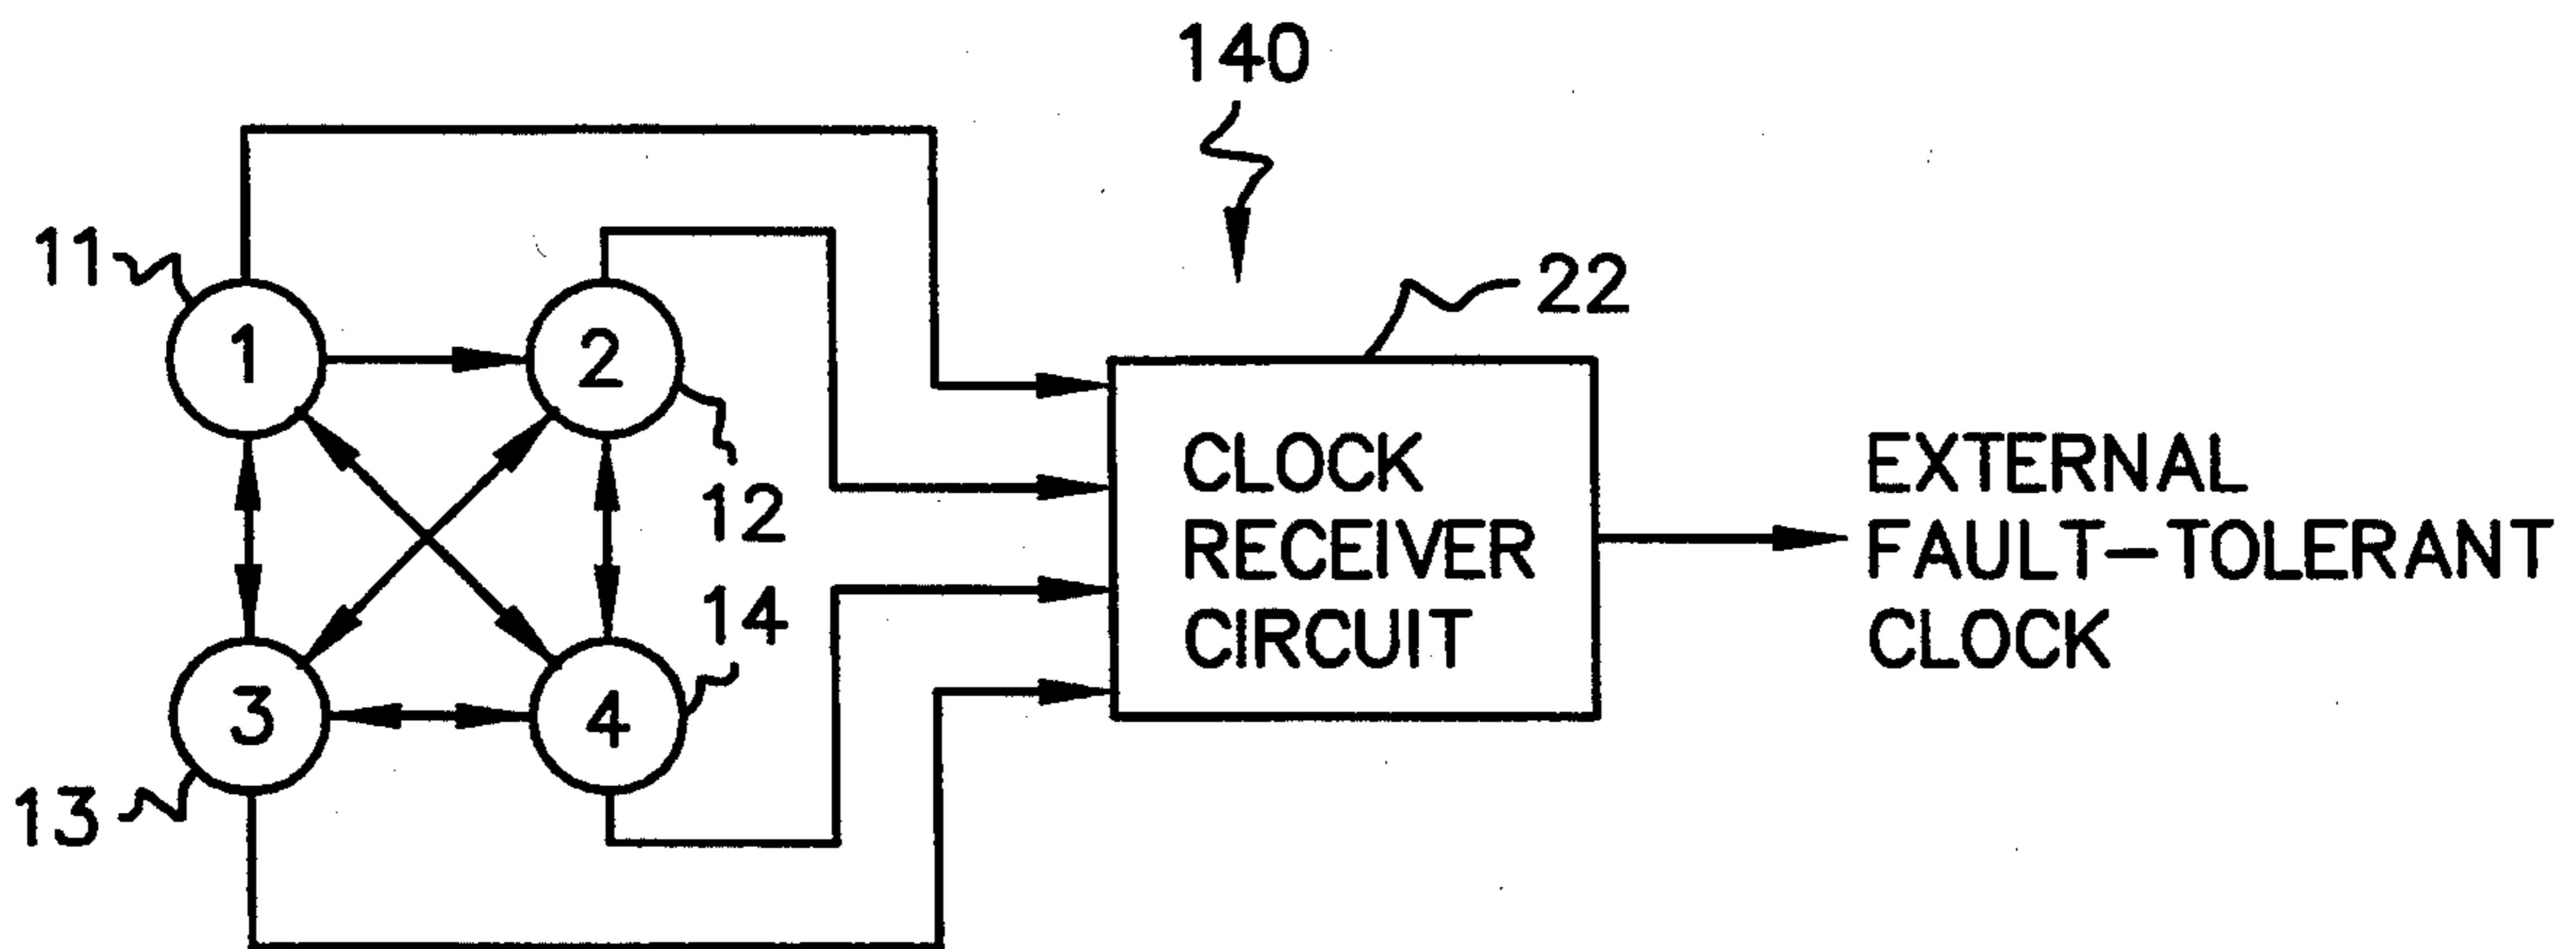 140
11
22
1
2
12
CLOCK
RECEIVER
CIRCUIT
EXTERNAL
FAULT-TOLERANT
CLOCK
14
3
4
13